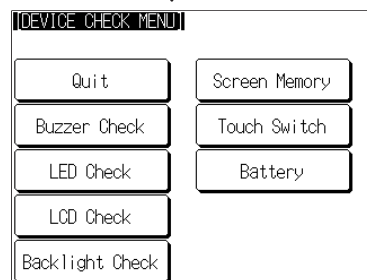 [DEVICE CHECK MENU]
Quit
Screen Memory
Buzzer Check
Touch Switch
LED Check
Battery
LCD Check
Backlight Check